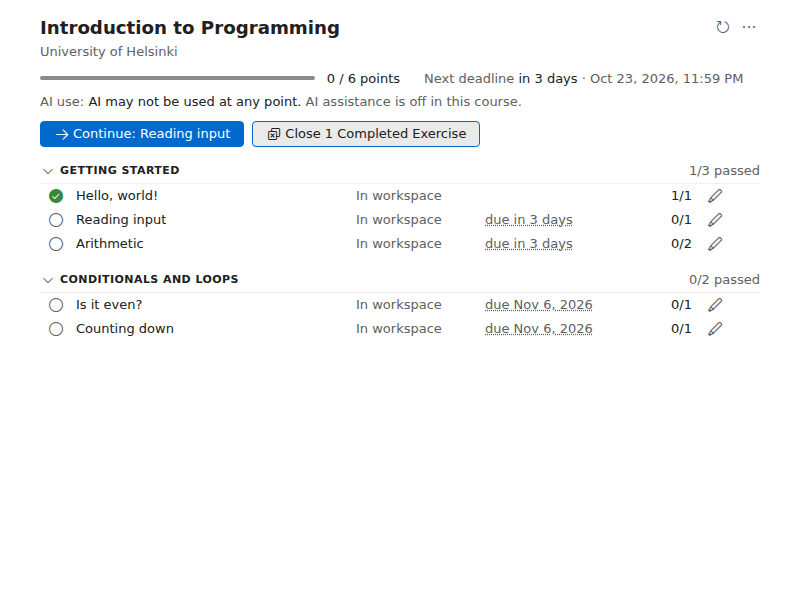 Introduction to Programming
University of Helsinki
0 / 6 points Next deadline in 3 days · Oct 23, 2026, 11:59 PM
AI use: AI may not be used at any point. AI assistance is off in this course.
Continue: Reading input Close 1 Completed Exercise
GETTING STARTED 1/3 passed
Hello, world! In workspace 1/1
Reading input In workspace due in 3 days 0/1
Arithmetic In workspace due in 3 days 0/2
CONDITIONALS AND LOOPS 0/2 passed
Is it even? In workspace due Nov 6, 2026 0/1
Counting down In workspace due Nov 6, 2026 0/1